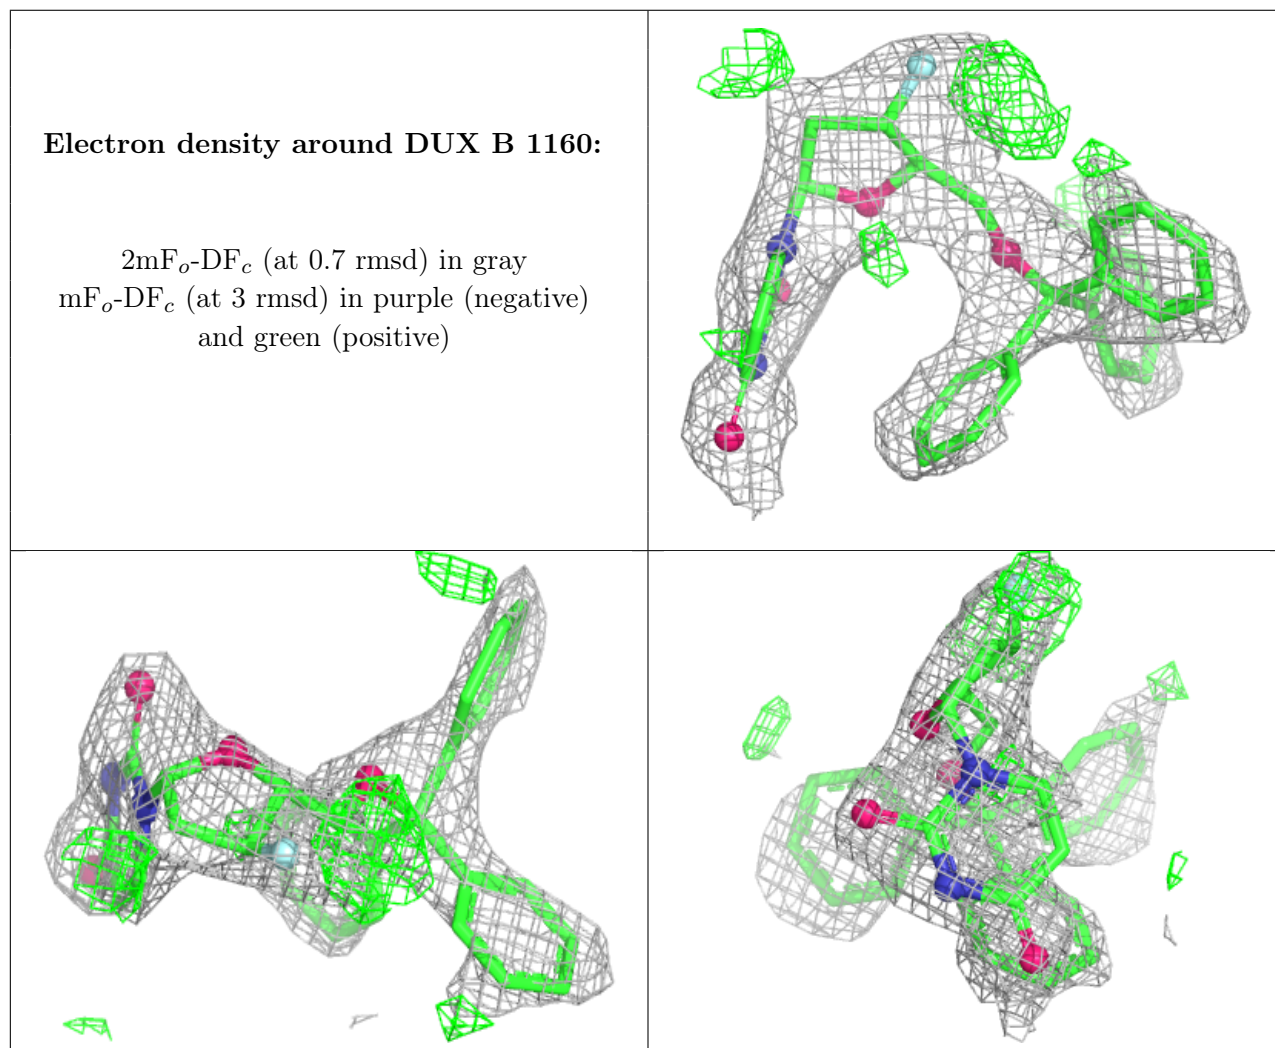 Electron density around DUX B 1160:
2mFo-DFc (at 0.7 rmsd) in gray
mFo-DFc (at 3 rmsd) in purple (negative)
and green (positive)